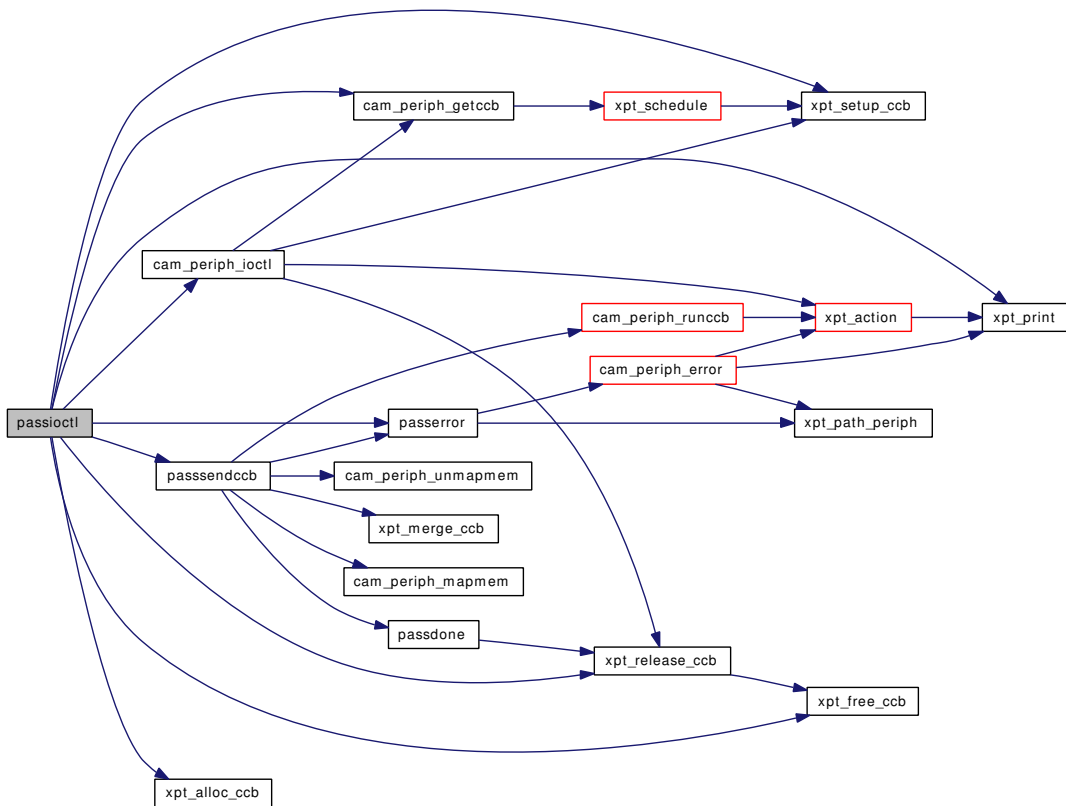 cam_periph_getccb
xpt_schedule
xpt_setup_ccb
cam_periph_ioctl
cam_periph_runccb
xpt_action
xpt_print
cam_periph_error
passioctl
passerror
xpt_path_periph
passsendccb
cam_periph_unmapmem
xpt_merge_ccb
cam_periph_mapmem
passdone
xpt_release_ccb
xpt_free_ccb
xpt_alloc_ccb